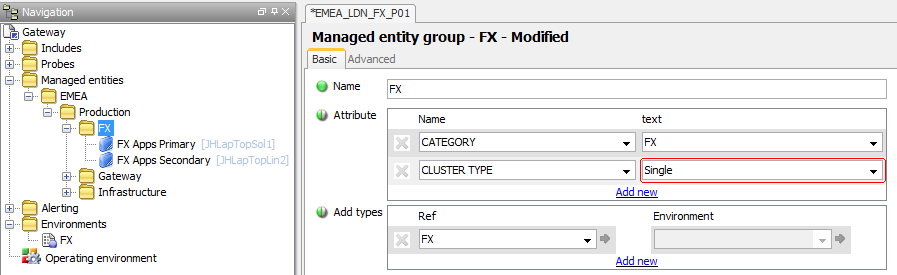 Navigation
Gateway
Includes
Probes
Managed entities
EMEA
Production
FX
FX Apps Primary [JHLapTopSol1]
FX Apps Secondary [JHLapTopLin2]
Gateway
Infrastructure
Alerting
Environments
FX
Operating environment
*EMEA_LDN_FX_P01
Managed entity group - FX - Modified
Basic Advanced
Name FX
Attribute Name text
CATEGORY FX
CLUSTER TYPE Single
Add new
Add types Ref Environment
FX
Add new